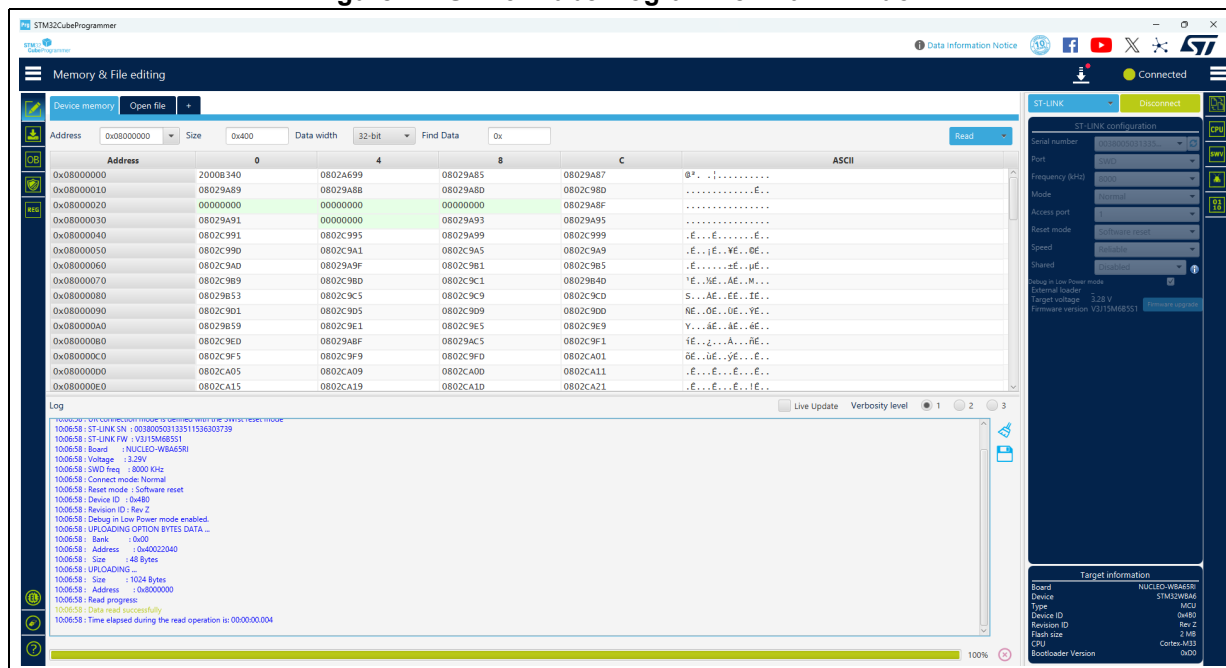 STM32CubeProgrammer
STM32
CubeProgrammer
Data Information Notice
Memory & File editing
Connected
Device memory Open file +
Address 0x08000000 Size 0x400 Data width 32-bit Find Data 0x Read
Address 0 4 8 C ASCII
0x08000000 2000B340 0802A699 08029A85 08029A87
0x08000010 08029A89 08029A8B 08029A8D 0802C98D
0x08000020 00000000 00000000 00000000 08029A8F
0x08000030 08029A91 00000000 08029A93 08029A95
0x08000040 0802C991 0802C995 08029A99 0802C999
0x08000050 0802C99D 0802C9A1 0802C9A5 0802C9A9
0x08000060 0802C9AD 08029A9F 0802C9B1 0802C9B5
0x08000070 0802C9B9 0802C9BD 0802C9C1 08029B4D
0x08000080 08029B53 0802C9C5 0802C9C9 0802C9CD
0x08000090 0802C9D1 0802C9D5 0802C9D9 0802C9DD
0x080000A0 08029B59 0802C9E1 0802C9E5 0802C9E9
0x080000B0 0802C9ED 08029ABF 08029AC5 0802C9F1
0x080000C0 0802C9F5 0802C9F9 0802C9FD 0802CA01
0x080000D0 0802CA05 0802CA09 0802CA0D 0802CA11
0x080000E0 0802CA15 0802CA19 0802CA1D 0802CA21
Log Live Update Verbosity level 1 2 3
10:06:58 : ST-LINK SN : 003800503133511536303739
10:06:58 : ST-LINK FW : V3J15M6B5S1
10:06:58 : Board : NUCLEO-WBA65RI
10:06:58 : Voltage : 3.29V
10:06:58 : SWD freq : 8000 KHz
10:06:58 : Connect mode: Normal
10:06:58 : Reset mode : Software reset
10:06:58 : Device ID : 0x4B0
10:06:58 : Revision ID : Rev Z
10:06:58 : Debug in Low Power mode enabled.
10:06:58 : UPLOADING OPTION BYTES DATA ...
10:06:58 : Bank : 0x00
10:06:58 : Address : 0x40022040
10:06:58 : Size : 48 Bytes
10:06:58 : UPLOADING ...
10:06:58 : Size : 1024 Bytes
10:06:58 : Address : 0x8000000
10:06:58 : Read progress:
10:06:58 : Data read successfully
10:06:58 : Time elapsed during the read operation is: 00:00:00.004
100%
ST-LINK Disconnect
ST-LINK configuration
Serial number 0038005031335...
Port SWD
Frequency (kHz) 8000
Mode Normal
Access port 1
Reset mode Software reset
Speed Reliable
Shared Disabled
Debug in Low Power mode
External loader _
Target voltage 3.28 V
Firmware version V3J15M6B5S1 Firmware upgrade
OB
REG
CPU
SWV
Target information
Board NUCLEO-WBA65RI
Device STM32WBA6
Type MCU
Device ID 0x4B0
Revision ID Rev Z
Flash size 2 MB
CPU Cortex-M33
Bootloader Version 0xD0